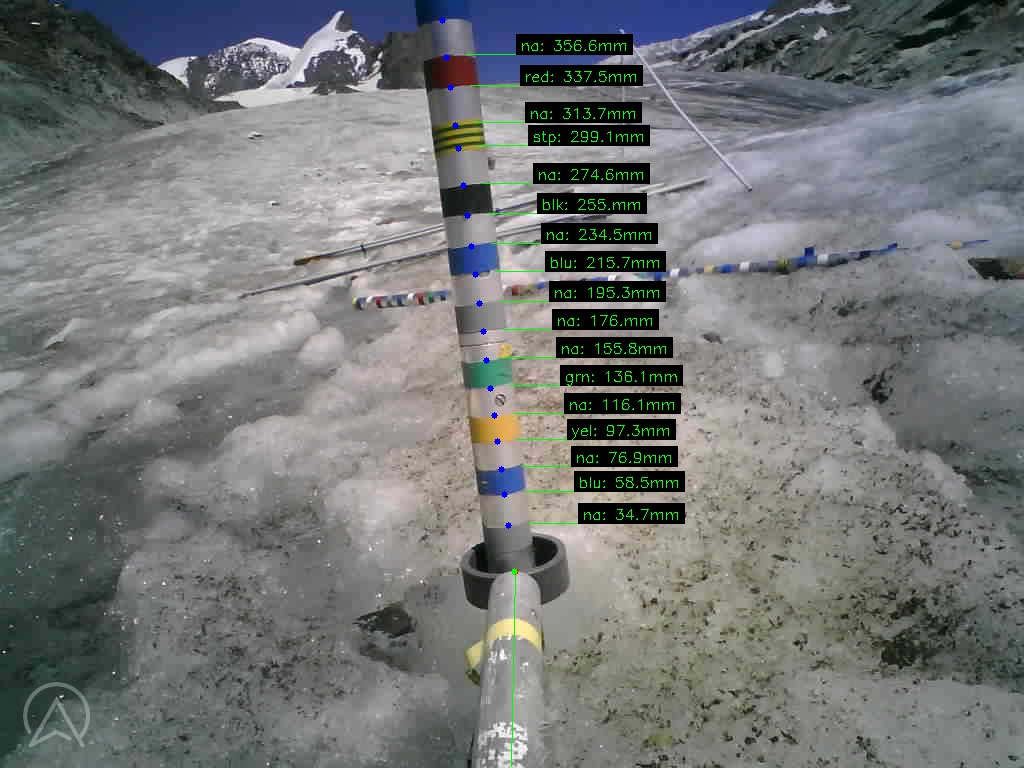 na: 356.6mm
red: 337.5mm
na: 313.7mm
stp: 299.1mm
na: 274.6mm
blk: 255.mm
na: 234.5mm
blu: 215.7mm
na: 195.3mm
na: 176.mm
na: 155.8mm
grn: 136.1mm
na: 116.1mm
yel: 97.3mm
na: 76.9mm
blu: 58.5mm
na: 34.7mm